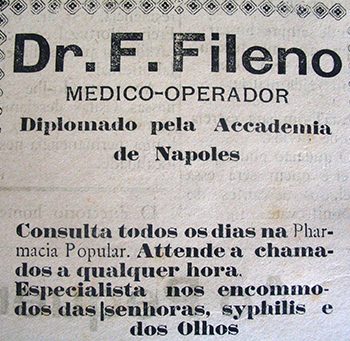 Dr. F. Fileno
MEDICO-OPERADOR
Diplomado pela Accademia
de Napoles
Consulta todos os dias na Phar-
macia Popular. Attende a chama-
dos a qualquer hora.
Especialista nos encommo-
dos das senhoras, syphilis e
dos Olhos